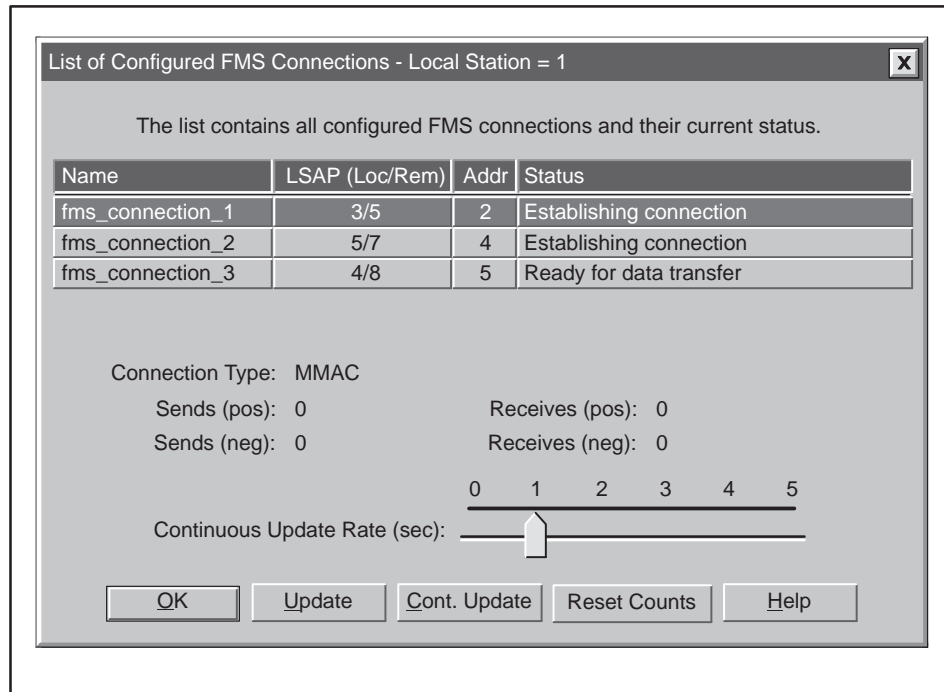 List of Configured FMS Connections - Local Station = 1 X
The list contains all configured FMS connections and their current status.
Name LSAP (Loc/Rem) Addr Status
fms_connection_1 3/5 2 Establishing connection
fms_connection_2 5/7 4 Establishing connection
fms_connection_3 4/8 5 Ready for data transfer
Connection Type: MMAC
Sends (pos): 0 Receives (pos): 0
Sends (neg): 0 Receives (neg): 0
0 1 2 3 4 5
Continuous Update Rate (sec):
OK Update Cont. Update Reset Counts Help